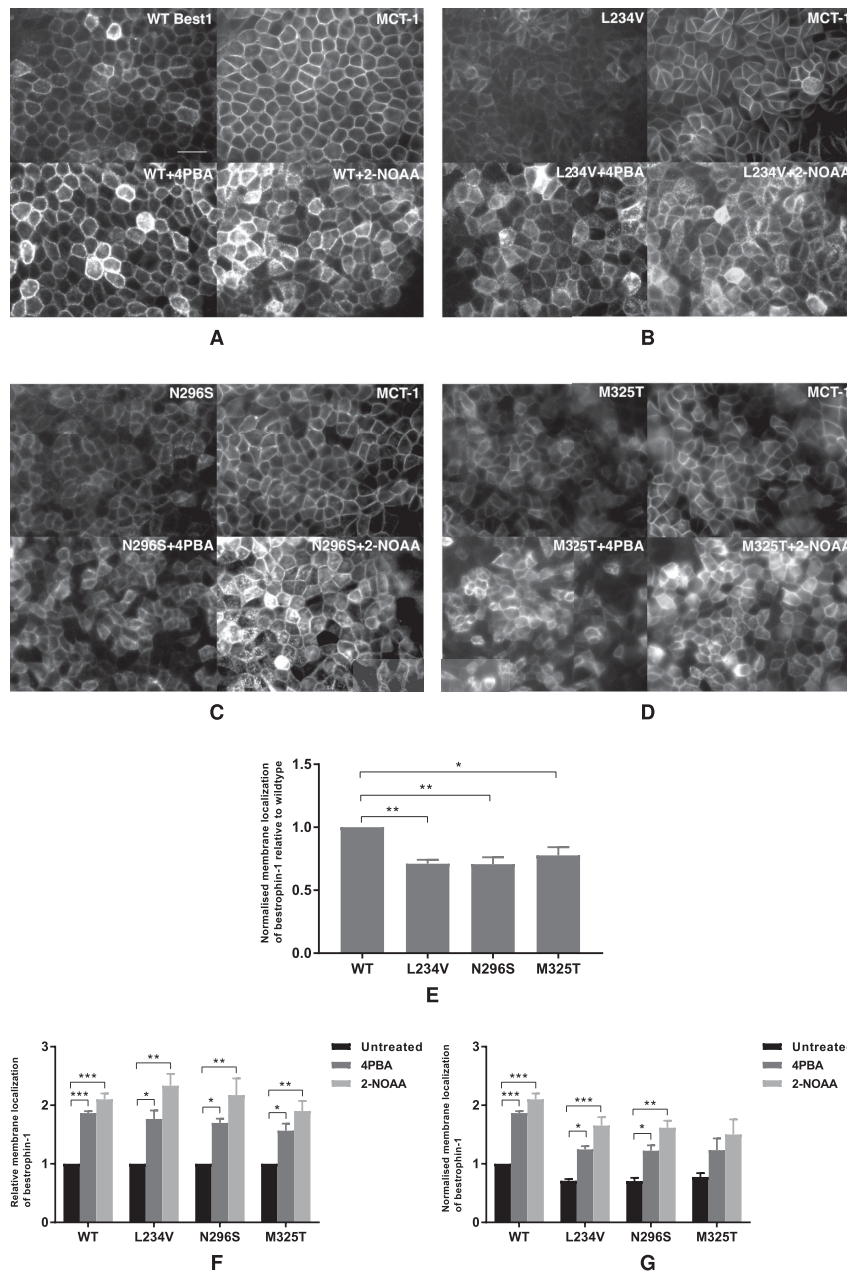 WT Best1 MCT-1
WT+4PBA WT+2-NOAA
A
L234V MCT-1
L234V+4PBA L234V+2-NOAA
B
N296S MCT-1
N296S+4PBA N296S+2-NOAA
C
M325T MCT-1
M325T+4PBA M325T+2-NOAA
D
Normalised membrane localization
of bestrophin-1 relative to wildtype
1.5
1.0
0.5
0.0
*
**
**
WT L234V N296S M325T
E
Relative membrane localization
of bestrophin-1
3
2
1
0
*** ** ** **
*** * * *
WT L234V N296S M325T
Untreated
4PBA
2-NOAA
F
Normalised membrane localization
of bestrophin-1
3
2
1
0
*** *** **
*** * *
WT L234V N296S M325T
Untreated
4PBA
2-NOAA
G